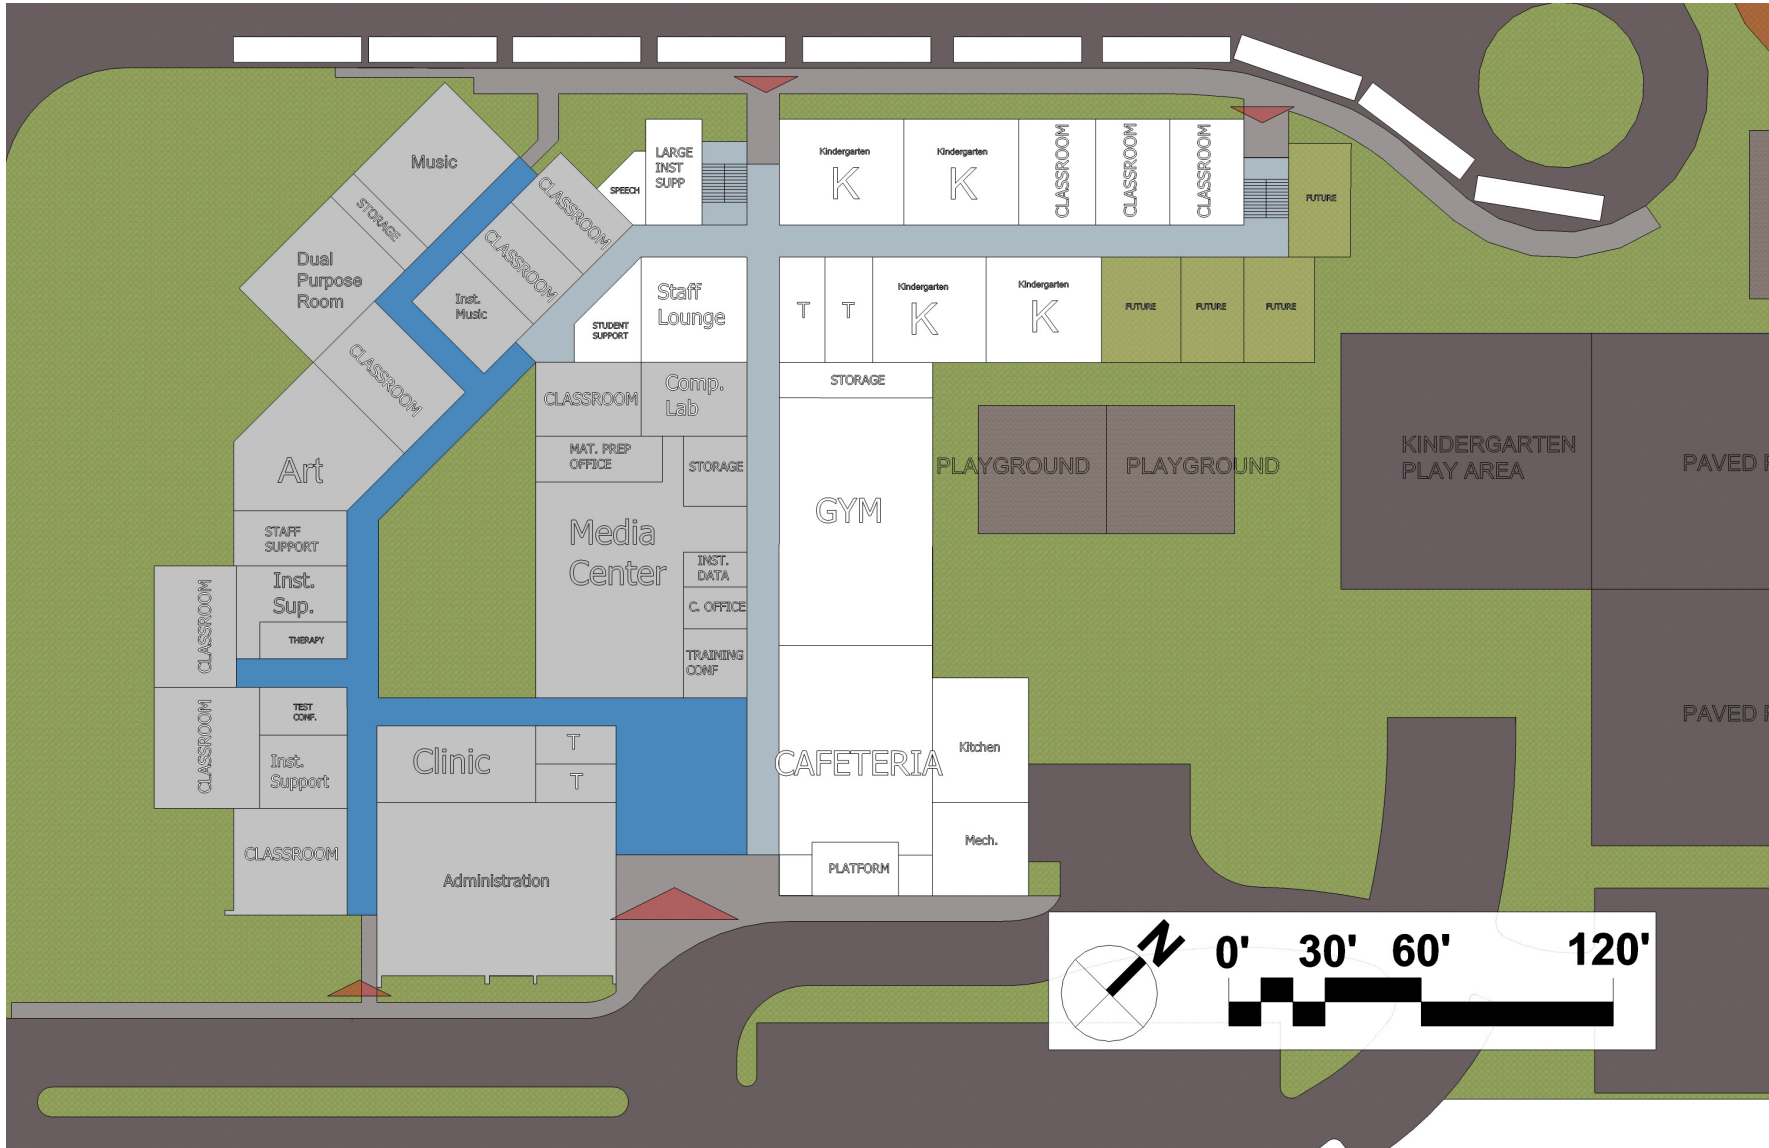 Music
STORAGE
Dual
Purpose
Room
CLASSROOM
CLASSROOM
Inst.
Music
SPEECH
LARGE
INST
SUPP
Kindergarten
K
Kindergarten
K
CLASSROOM
CLASSROOM
CLASSROOM
FUTURE
STUDENT
SUPPORT
Staff
Lounge
T
T
Kindergarten
K
Kindergarten
K
FUTURE
FUTURE
FUTURE
CLASSROOM
Art
CLASSROOM
Comp.
Lab
STORAGE
MAT. PREP
OFFICE
STORAGE
Media
Center
INST.
DATA
C. OFFICE
TRAINING
CONF
GYM
PLAYGROUND
PLAYGROUND
KINDERGARTEN
PLAY AREA
PAVED P
STAFF
SUPPORT
Inst.
Sup.
THERAPY
CLASSROOM
CLASSROOM
TEST
CONF.
Inst.
Support
CLASSROOM
Clinic
T
T
Administration
CAFETERIA
Kitchen
Mech.
PLATFORM
PAVED P
N
0' 30' 60' 120'